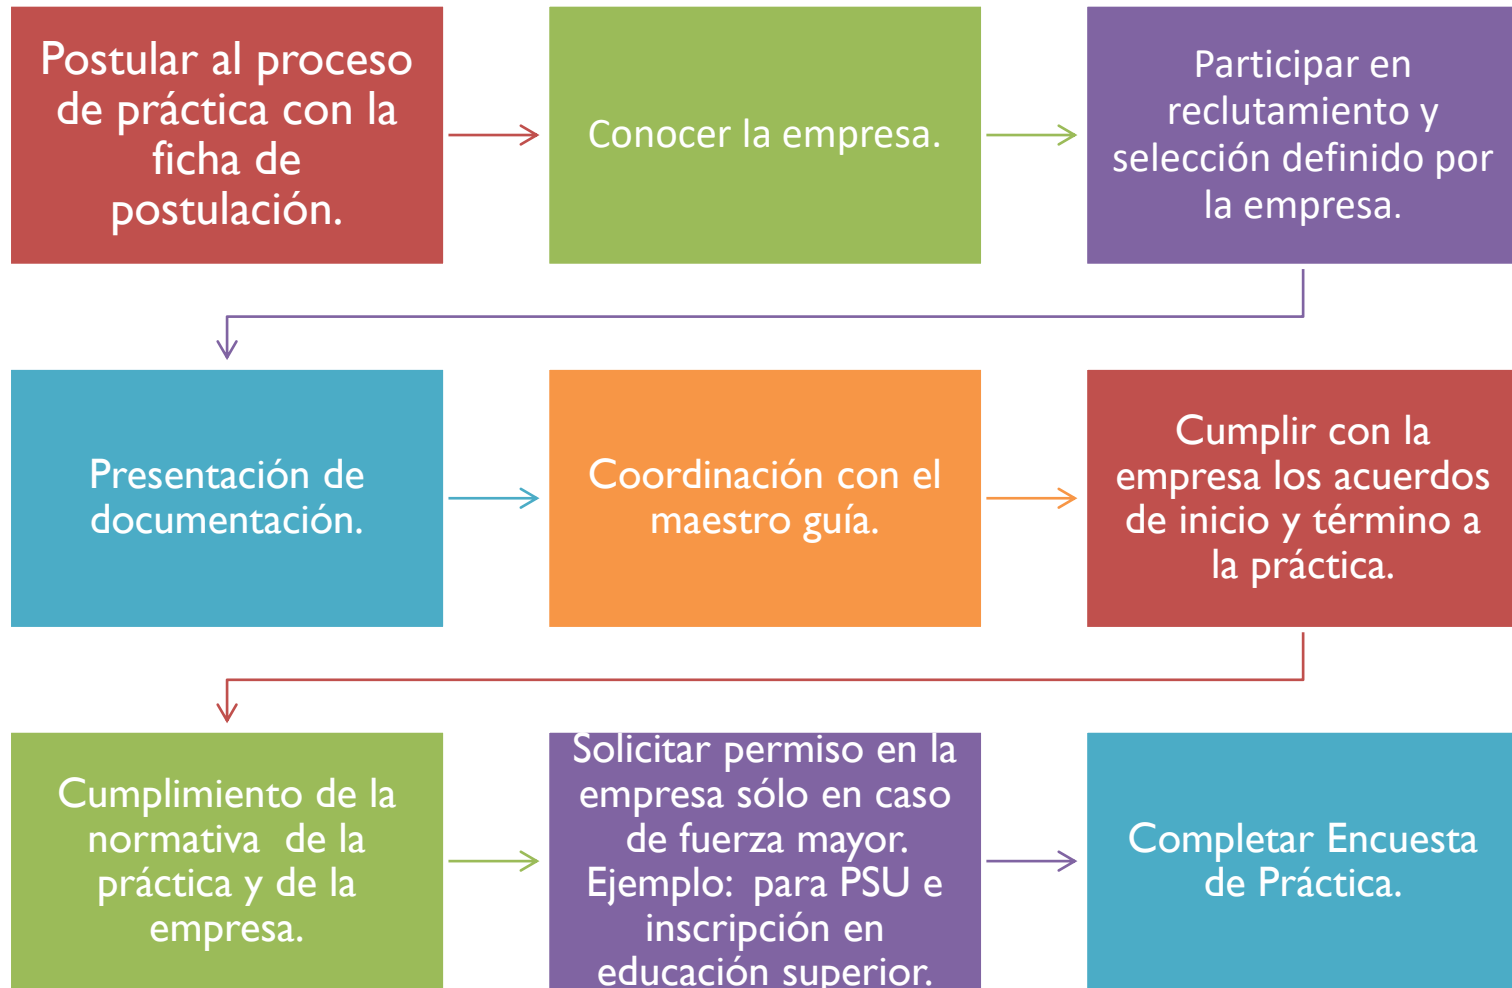 Postular al proceso
de práctica con la
ficha de
postulación.
Conocer la empresa.
Participar en
reclutamiento y
selección definido por
la empresa.
Presentación de
documentación.
Coordinación con el
maestro guía.
Cumplir con la
empresa los acuerdos
de inicio y término a
la práctica.
Cumplimiento de la
normativa  de la
práctica y de la
empresa.
Solicitar permiso en la
empresa sólo en caso
de fuerza mayor.
Ejemplo:  para PSU e
inscripción en
educación superior.
Completar Encuesta
de Práctica.